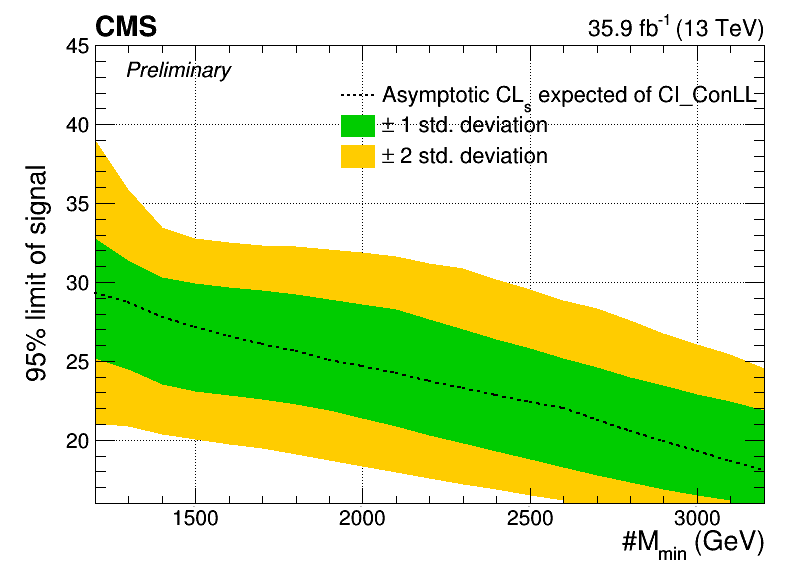 CMS
35.9 fb⁻¹ (13 TeV)
Preliminary
Asymptotic CLₛ expected of CI_ConLL
± 1 std. deviation
± 2 std. deviation
95% limit of signal
45
40
35
30
25
20
1500
2000
2500
3000
#M_min (GeV)